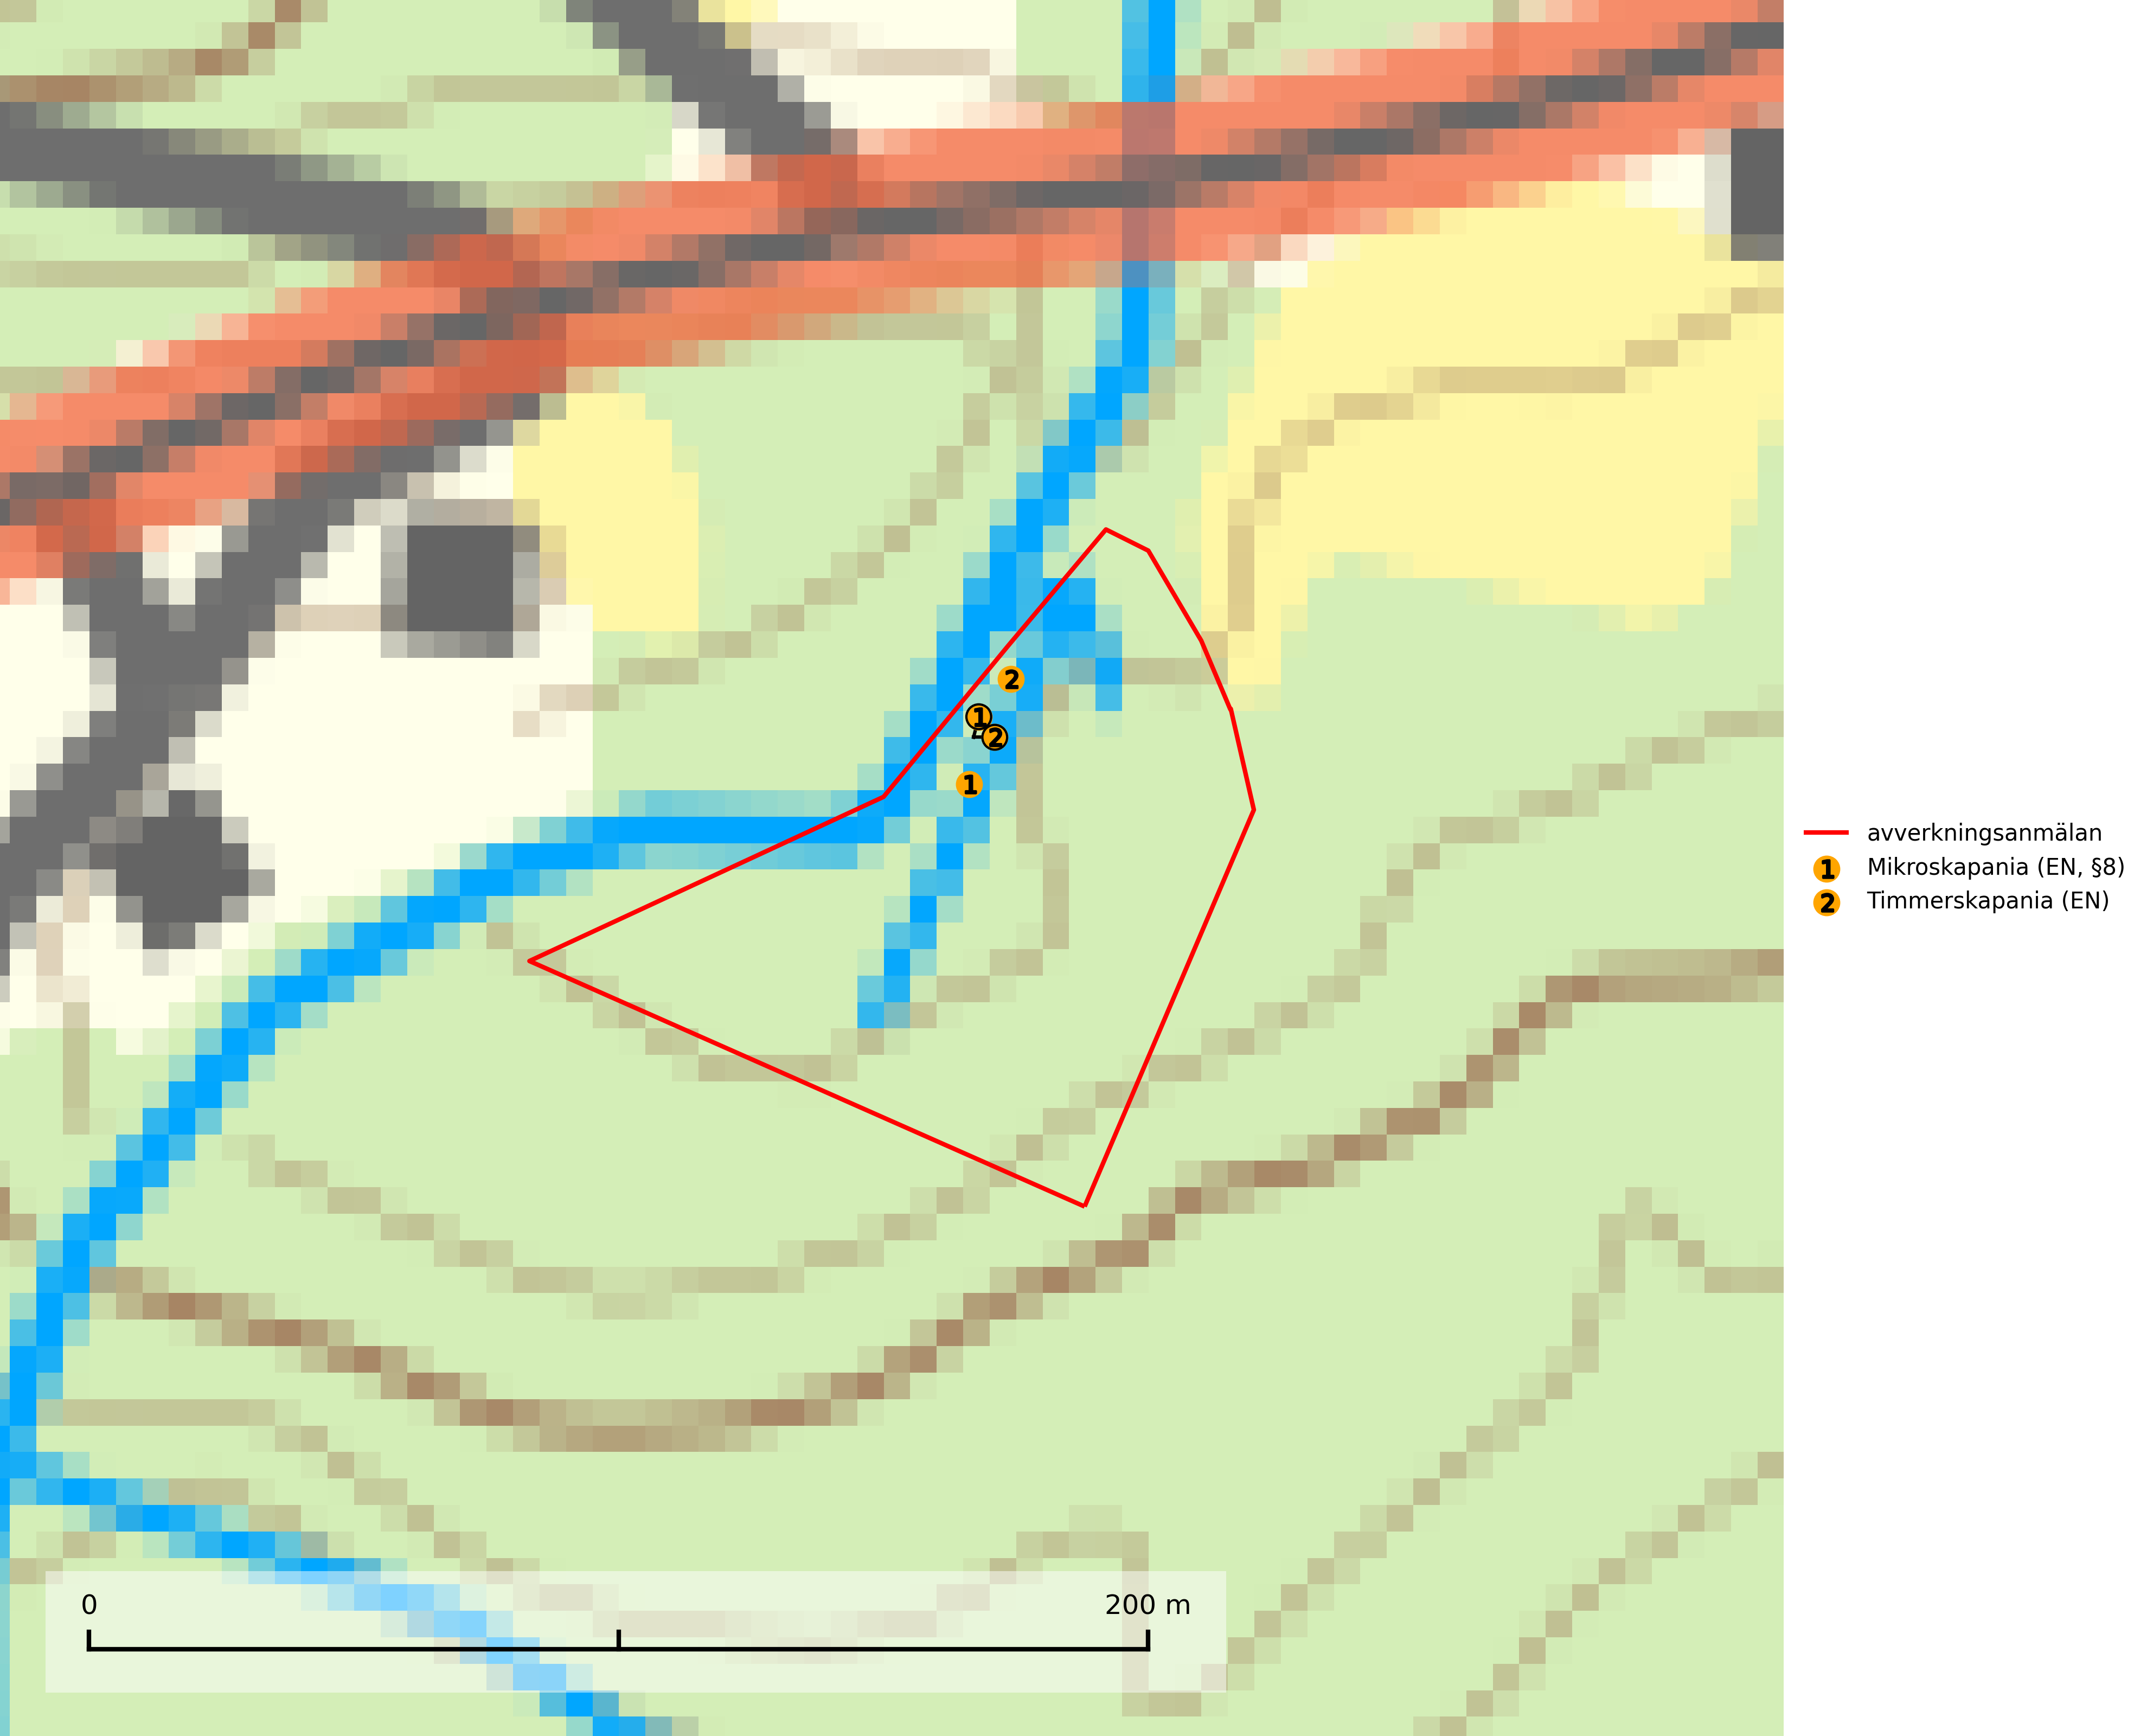 2
1
2
1
avverkningsanmälan
1 Mikroskapania (EN, §8)
2 Timmerskapania (EN)
0 200 m